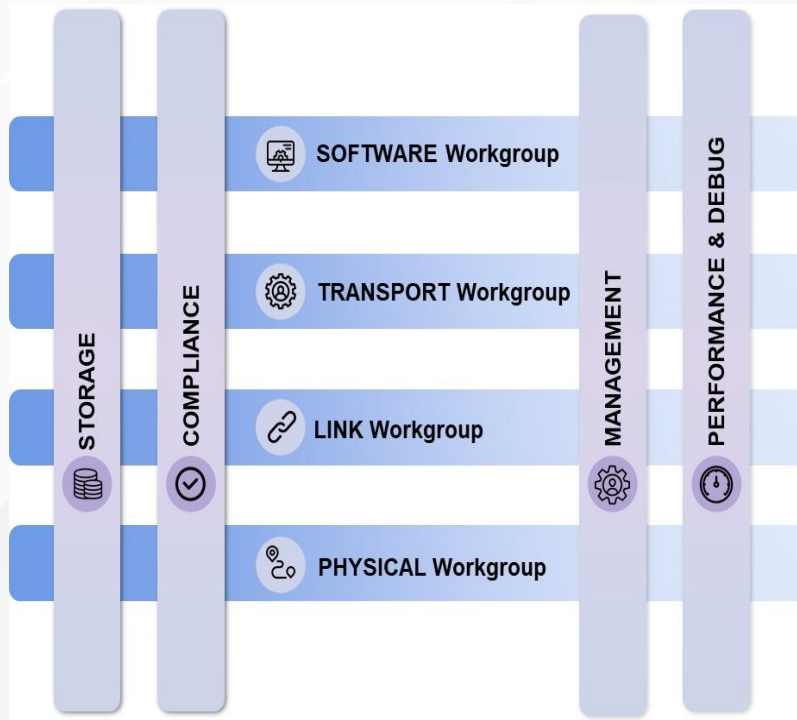 STORAGE
COMPLIANCE
SOFTWARE Workgroup
TRANSPORT Workgroup
LINK Workgroup
PHYSICAL Workgroup
MANAGEMENT
PERFORMANCE & DEBUG